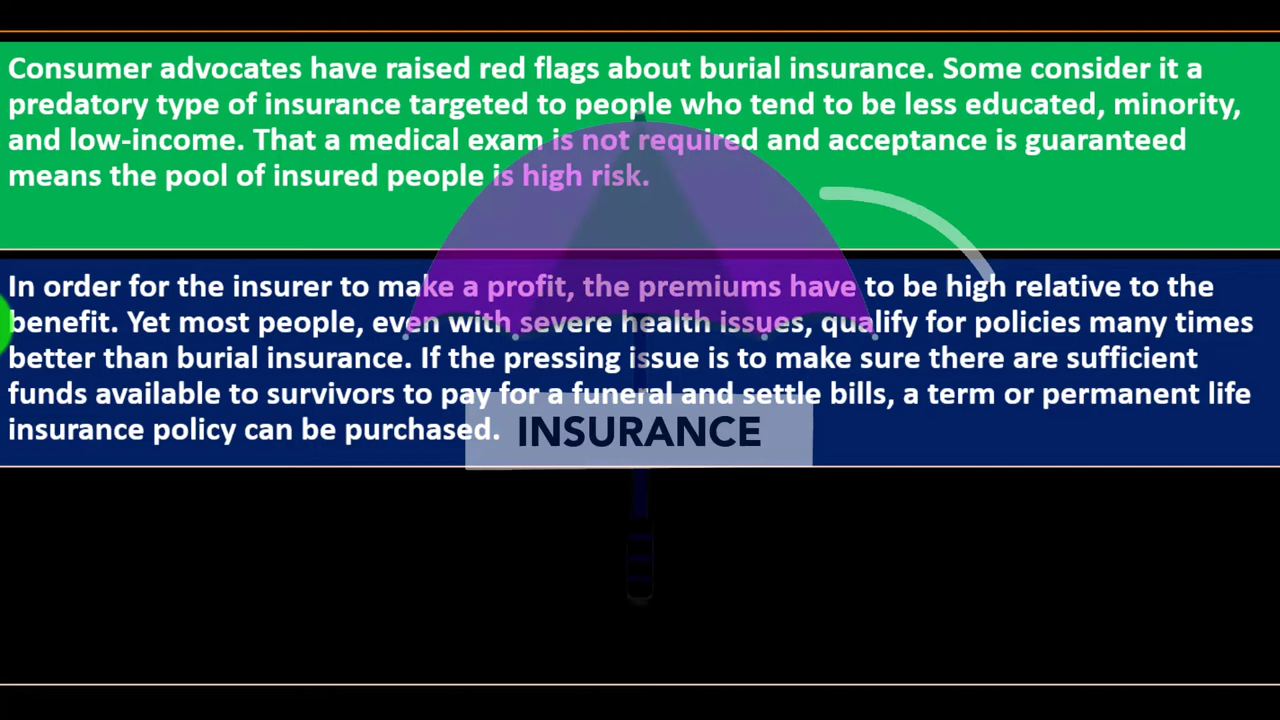 Consumer advocates have raised red flags about burial insurance. Some consider it a
predatory type of insurance targeted to people who tend to be less educated, minority,
and low-income. That a medical exam is not required and acceptance is guaranteed
means the pool of insured people is high risk.
In order for the insurer to make a profit, the premiums have to be high relative to the
benefit. Yet most people, even with severe health issues, qualify for policies many times
better than burial insurance. If the pressing issue is to make sure there are sufficient
funds available to survivors to pay for a funeral and settle bills, a term or permanent life
insurance policy can be purchased.
INSURANCE